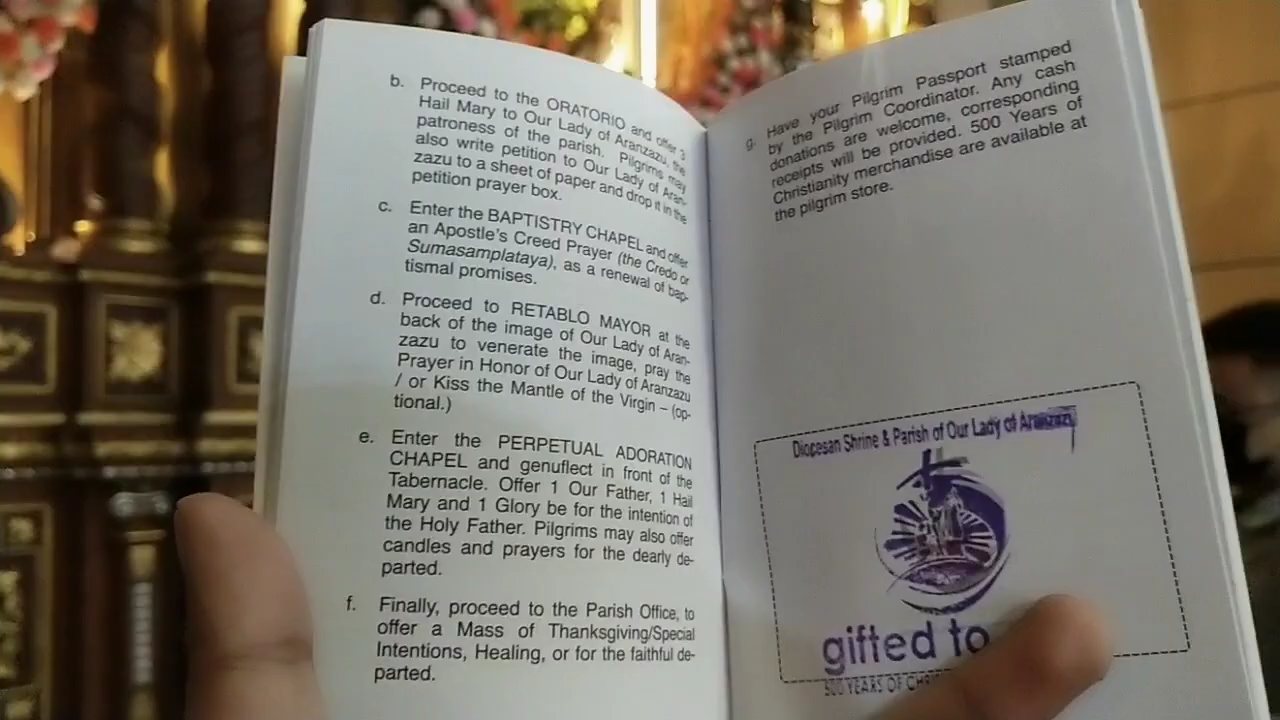 b. Proceed to the ORATORIO and offer 3
Hail Mary to Our Lady of Aranzazu, the
patroness of the parish. Pilgrims may
also write petition to Our Lady of Aran-
zazu to a sheet of paper and drop it in the
petition prayer box.
c. Enter the BAPTISTRY CHAPEL and offer
an Apostle's Creed Prayer (the Credo or
Sumasamplataya), as a renewal of bap-
tismal promises.
d. Proceed to RETABLO MAYOR at the
back of the image of Our Lady of Aran-
zazu to venerate the image, pray the
Prayer in Honor of Our Lady of Aranzazu
/ or Kiss the Mantle of the Virgin – (op-
tional.)
e. Enter the PERPETUAL ADORATION
CHAPEL and genuflect in front of the
Tabernacle. Offer 1 Our Father, 1 Hail
Mary and 1 Glory be for the intention of
the Holy Father. Pilgrims may also offer
candles and prayers for the dearly de-
parted.
f. Finally, proceed to the Parish Office, to
offer a Mass of Thanksgiving/Special
Intentions, Healing, or for the faithful de-
parted.
g. Have your Pilgrim Passport stamped
by the Pilgrim Coordinator. Any cash
donations are welcome, corresponding
receipts will be provided. 500 Years of
Christianity merchandise are available at
the pilgrim store.
Diocesan Shrine & Parish of Our Lady of Aranzazu
gifted to
500 YEARS OF